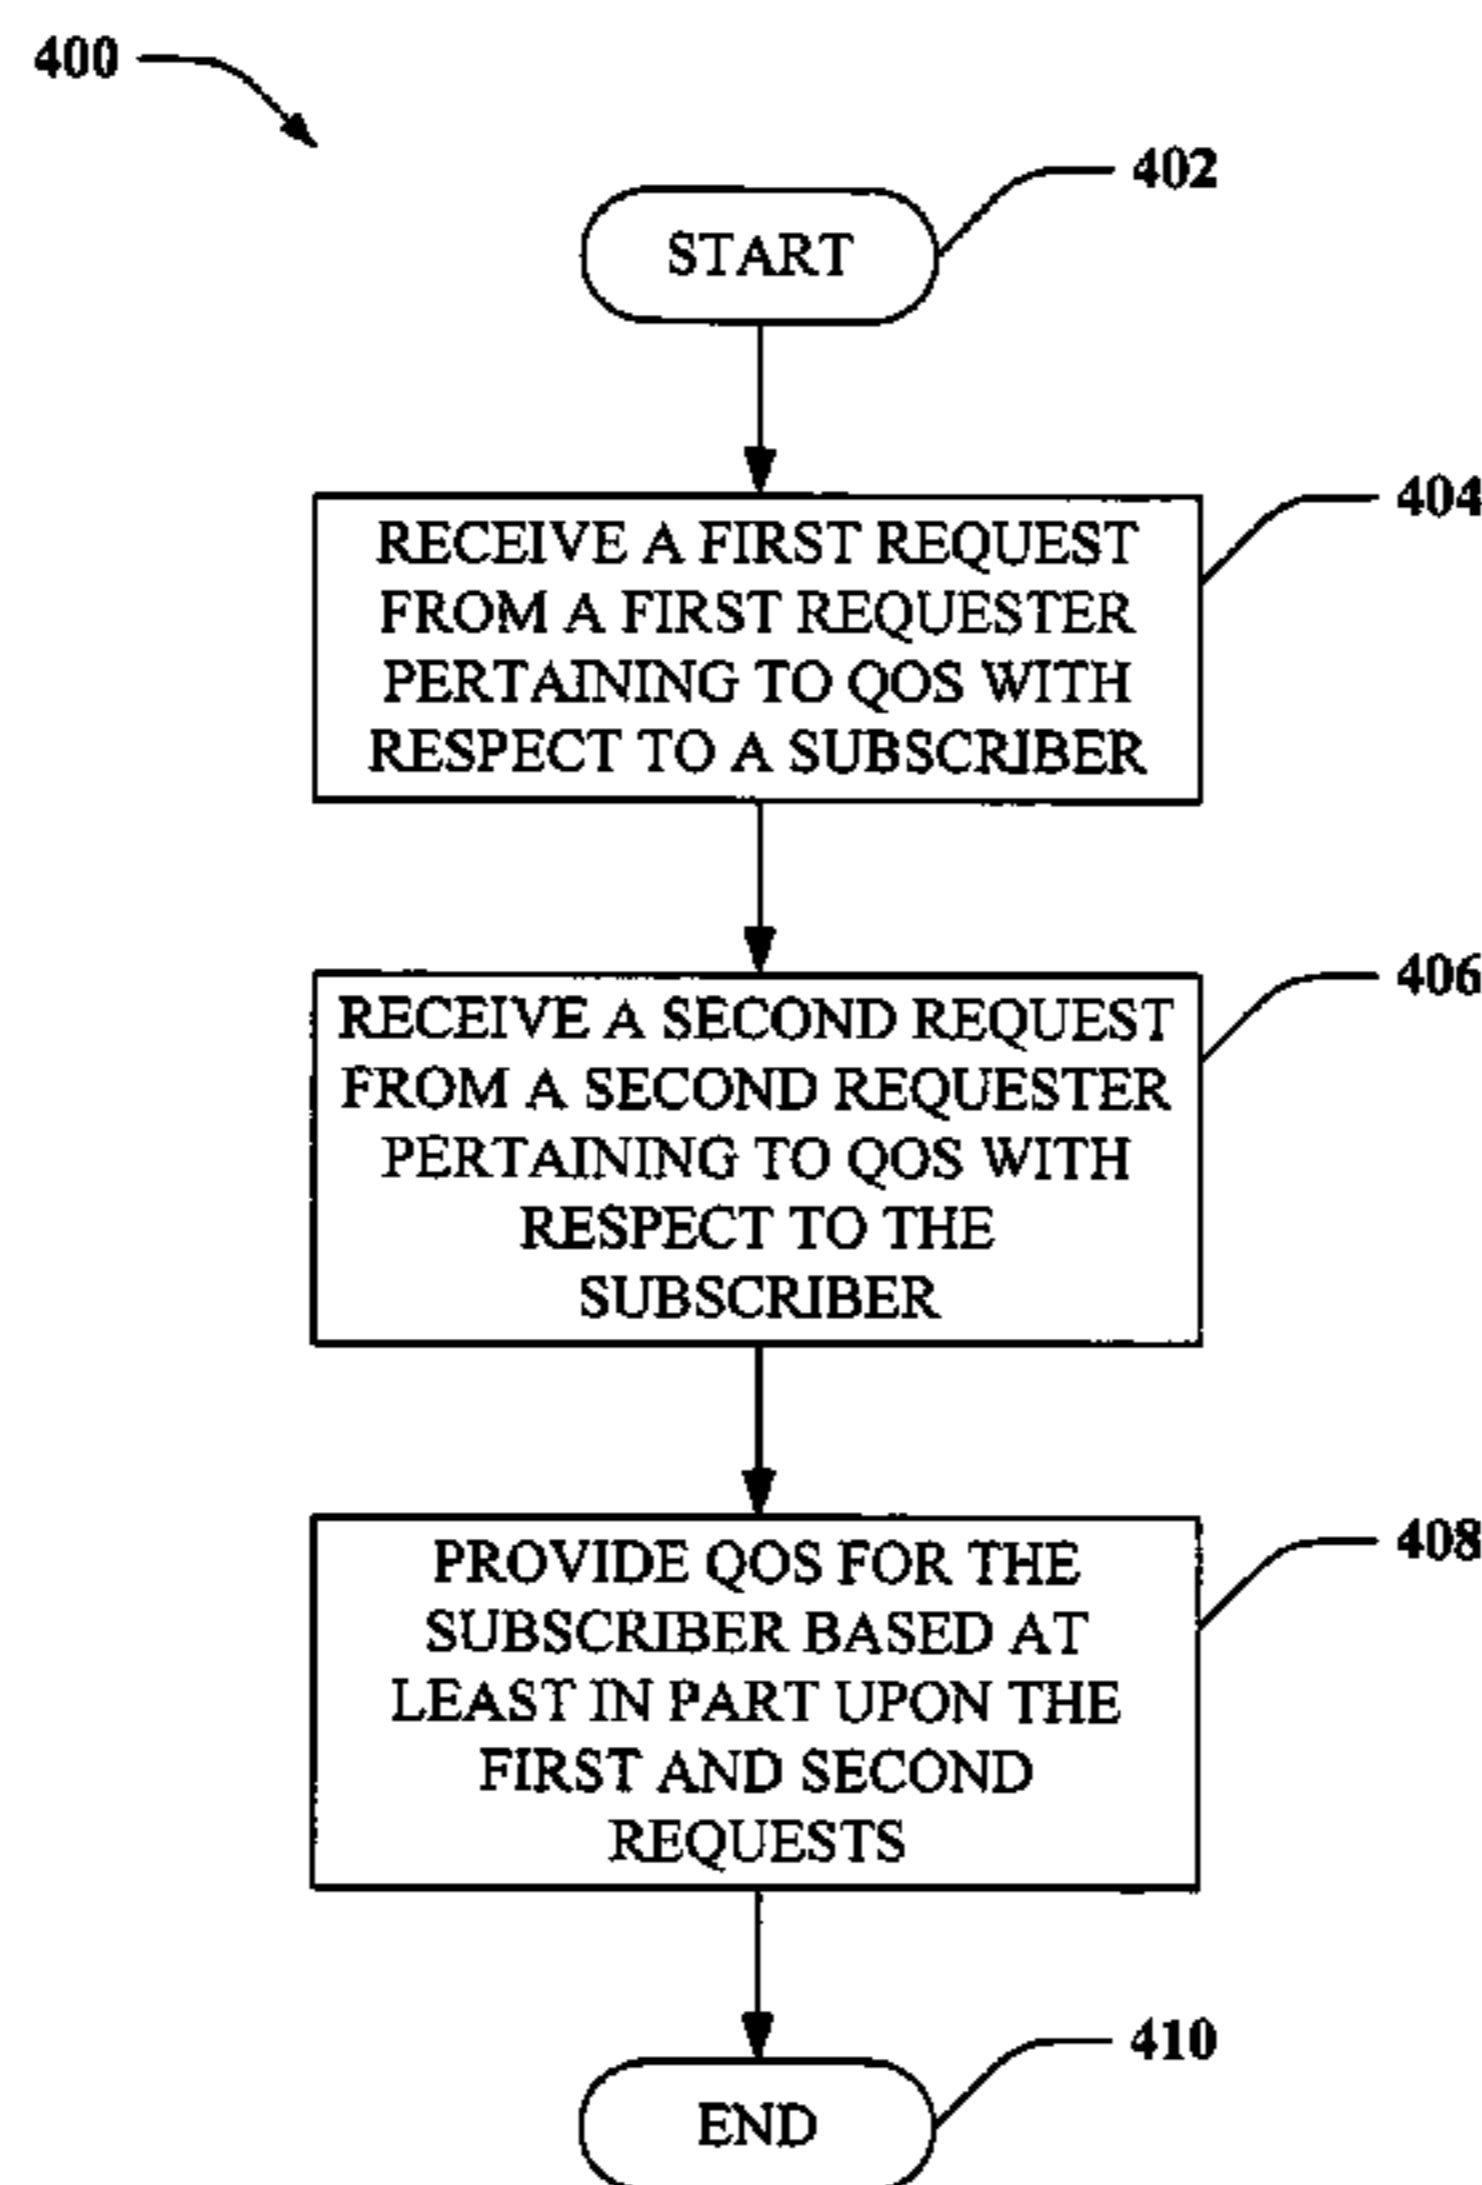 400
402
START
404
RECEIVE A FIRST REQUEST
FROM A FIRST REQUESTER
PERTAINING TO QOS WITH
RESPECT TO A SUBSCRIBER
406
RECEIVE A SECOND REQUEST
FROM A SECOND REQUESTER
PERTAINING TO QOS WITH
RESPECT TO THE
SUBSCRIBER
408
PROVIDE QOS FOR THE
SUBSCRIBER BASED AT
LEAST IN PART UPON THE
FIRST AND SECOND
REQUESTS
410
END